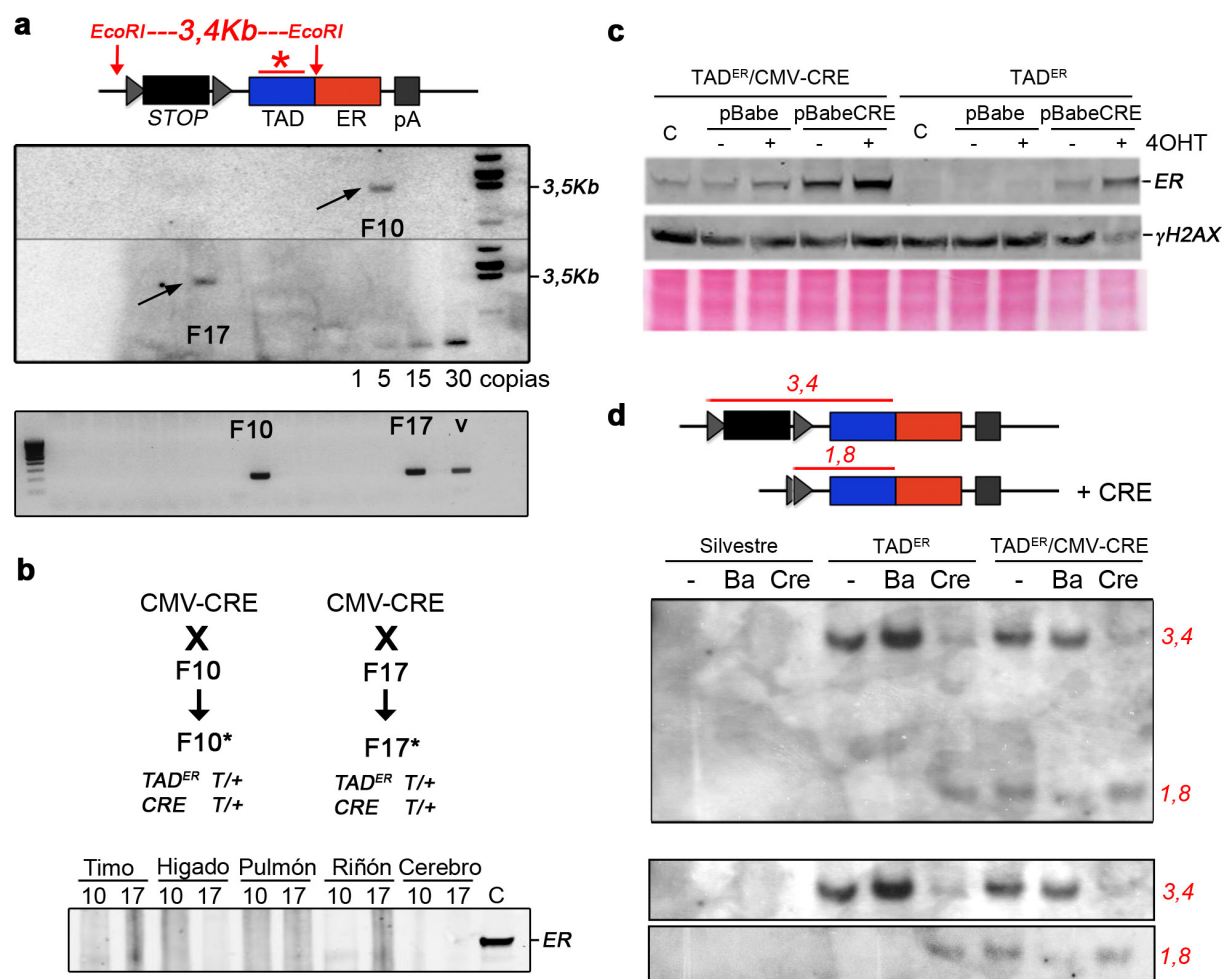 a
EcoRI---3,4Kb---EcoRI
*
STOP TAD ER pA
3,5Kb
F10
3,5Kb
F17
1 5 15 30 copias
F10 F17 v
b
CMV-CRE CMV-CRE
X X
F10 F17
F10* F17*
TADER T/+ TADER T/+
CRE T/+ CRE T/+
Timo Higado Pulmón Riñón Cerebro
10 17 10 17 10 17 10 17 10 17 C
ER
c
TADER/CMV-CRE TADER
pBabe pBabeCRE pBabe pBabeCRE
C - + - + C - + - + 4OHT
ER
γH2AX
d
3,4
1,8
+ CRE
Silvestre TADER TADER/CMV-CRE
- Ba Cre - Ba Cre - Ba Cre
3,4
1,8
3,4
1,8